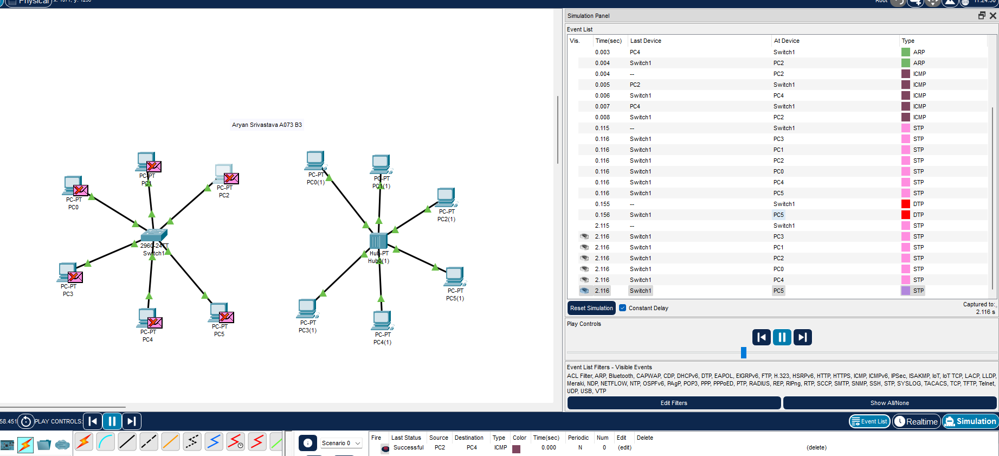 Physical x: 1071, y: 1256
Root 11:24:30
Simulation Panel
Event List
Vis. Time(sec) Last Device At Device Type
0.003 PC4 Switch1 ARP
0.004 Switch1 PC2 ARP
0.004 -- PC2 ICMP
0.005 PC2 Switch1 ICMP
0.006 Switch1 PC4 ICMP
0.007 PC4 Switch1 ICMP
0.008 Switch1 PC2 ICMP
0.115 -- Switch1 STP
0.116 Switch1 PC3 STP
0.116 Switch1 PC1 STP
0.116 Switch1 PC2 STP
0.116 Switch1 PC0 STP
0.116 Switch1 PC4 STP
0.116 Switch1 PC5 STP
0.155 -- Switch1 DTP
0.156 Switch1 PC5 DTP
2.115 -- Switch1 STP
2.116 Switch1 PC3 STP
2.116 Switch1 PC1 STP
2.116 Switch1 PC2 STP
2.116 Switch1 PC0 STP
2.116 Switch1 PC4 STP
2.116 Switch1 PC5 STP
Reset Simulation Constant Delay
Captured to:
2.116 s
Play Controls
Event List Filters - Visible Events
ACL Filter, ARP, Bluetooth, CAPWAP, CDP, DHCPv6, DTP, EAPOL, EIGRPv6, FTP, H.323, HSRPv6, HTTP, HTTPS, ICMP, ICMPv6, IPSec, ISAKMP, IoT, IoT TCP, LACP, LLDP,
Meraki, NDP, NETFLOW, NTP, OSPFv6, PAgP, POP3, PPP, PPPoED, PTP, RADIUS, REP, RIPng, RTP, SCCP, SMTP, SNMP, SSH, STP, SYSLOG, TACACS, TCP, TFTP, Telnet,
UDP, USB, VTP
Edit Filters Show All/None
Aryan Srivastava A073 B3
PC-PT
PC1
PC-PT
PC2
PC-PT
PC0
2960-24TT
Switch1
PC-PT
PC3
PC-PT
PC4
PC-PT
PC5
PC-PT
PC0(1)
PC-PT
PC1(1)
PC-PT
PC2(1)
Hub-PT
Hub0(1)
PC-PT
PC5(1)
PC-PT
PC3(1)
PC-PT
PC4(1)
58.451 PLAY CONTROLS:
Event List Realtime Simulation
Scenario 0
Fire Last Status Source Destination Type Color Time(sec) Periodic Num Edit Delete
Successful PC2 PC4 ICMP 0.000 N 0 (edit) (delete)